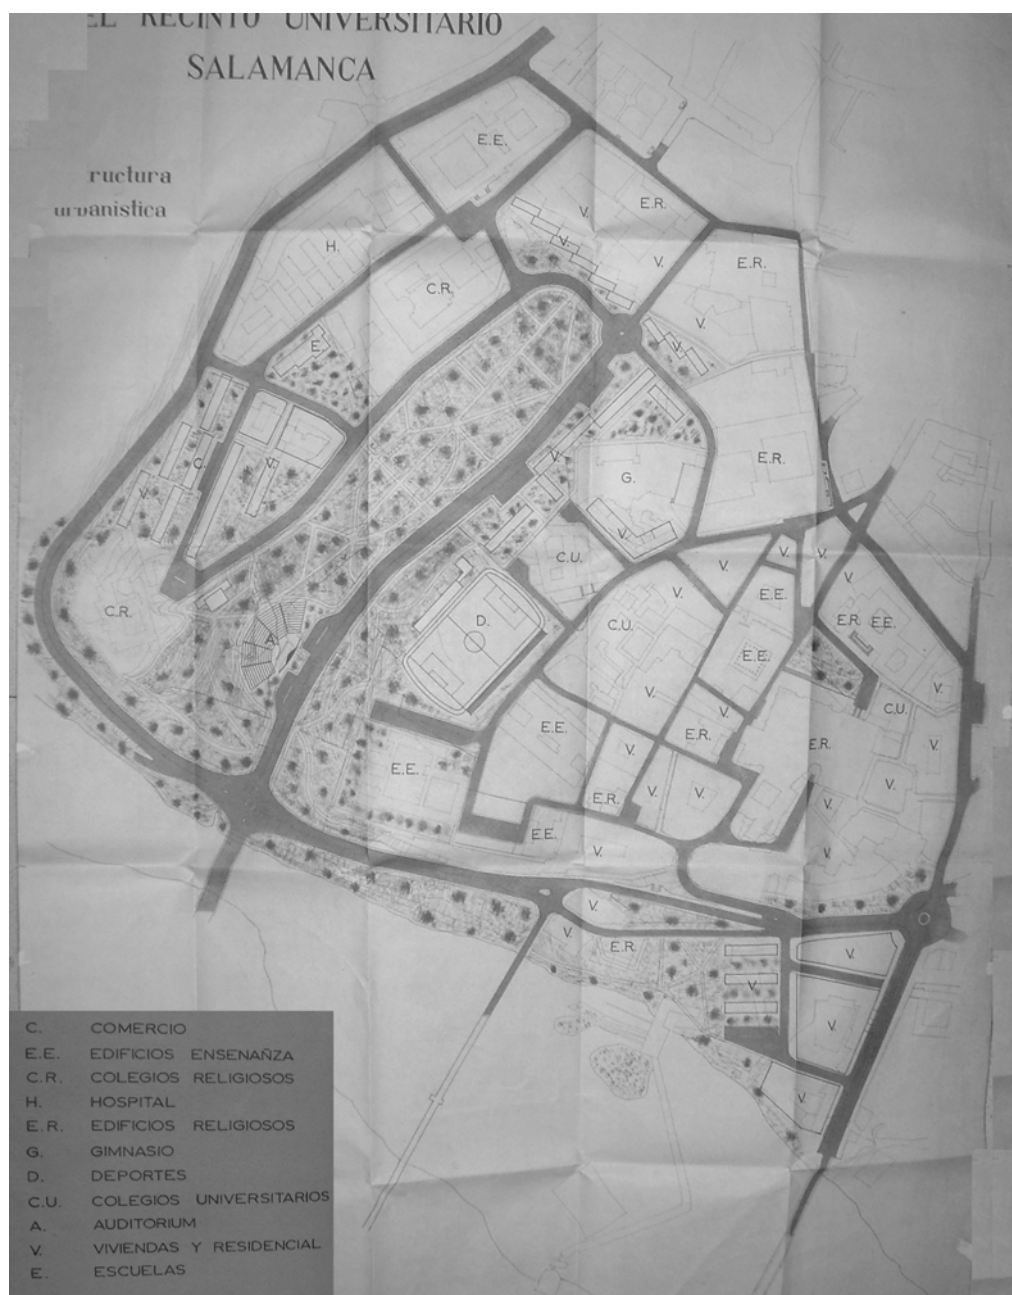 EL RECINTO UNIVERSITARIO
SALAMANCA
ructura
urbanistica
E.E.
E.R.
V.
V.
H.
V.
E.R.
C.R.
V.
E.
V.
V.
E.R.
C.
V.
V.
G.
V.
V.
C.U.
V.
V.
V.
V.
V.
E.E.
C.R.
D.
C.U.
E.R.
E.E.
A.
E.E.
V.
V.
V.
C.U.
E.E.
E.R.
E.R.
V.
V.
E.E.
V.
E.R.
V.
V.
V.
E.E.
V.
V.
V.
V.
E.R.
V.
V.
V.
V.
C. COMERCIO
E.E. EDIFICIOS ENSENAÑZA
C.R. COLEGIOS RELIGIOSOS
H. HOSPITAL
E.R. EDIFICIOS RELIGIOSOS
G. GIMNASIO
D. DEPORTES
C.U. COLEGIOS UNIVERSITARIOS
A. AUDITORIUM
V. VIVIENDAS Y RESIDENCIAL
E. ESCUELAS